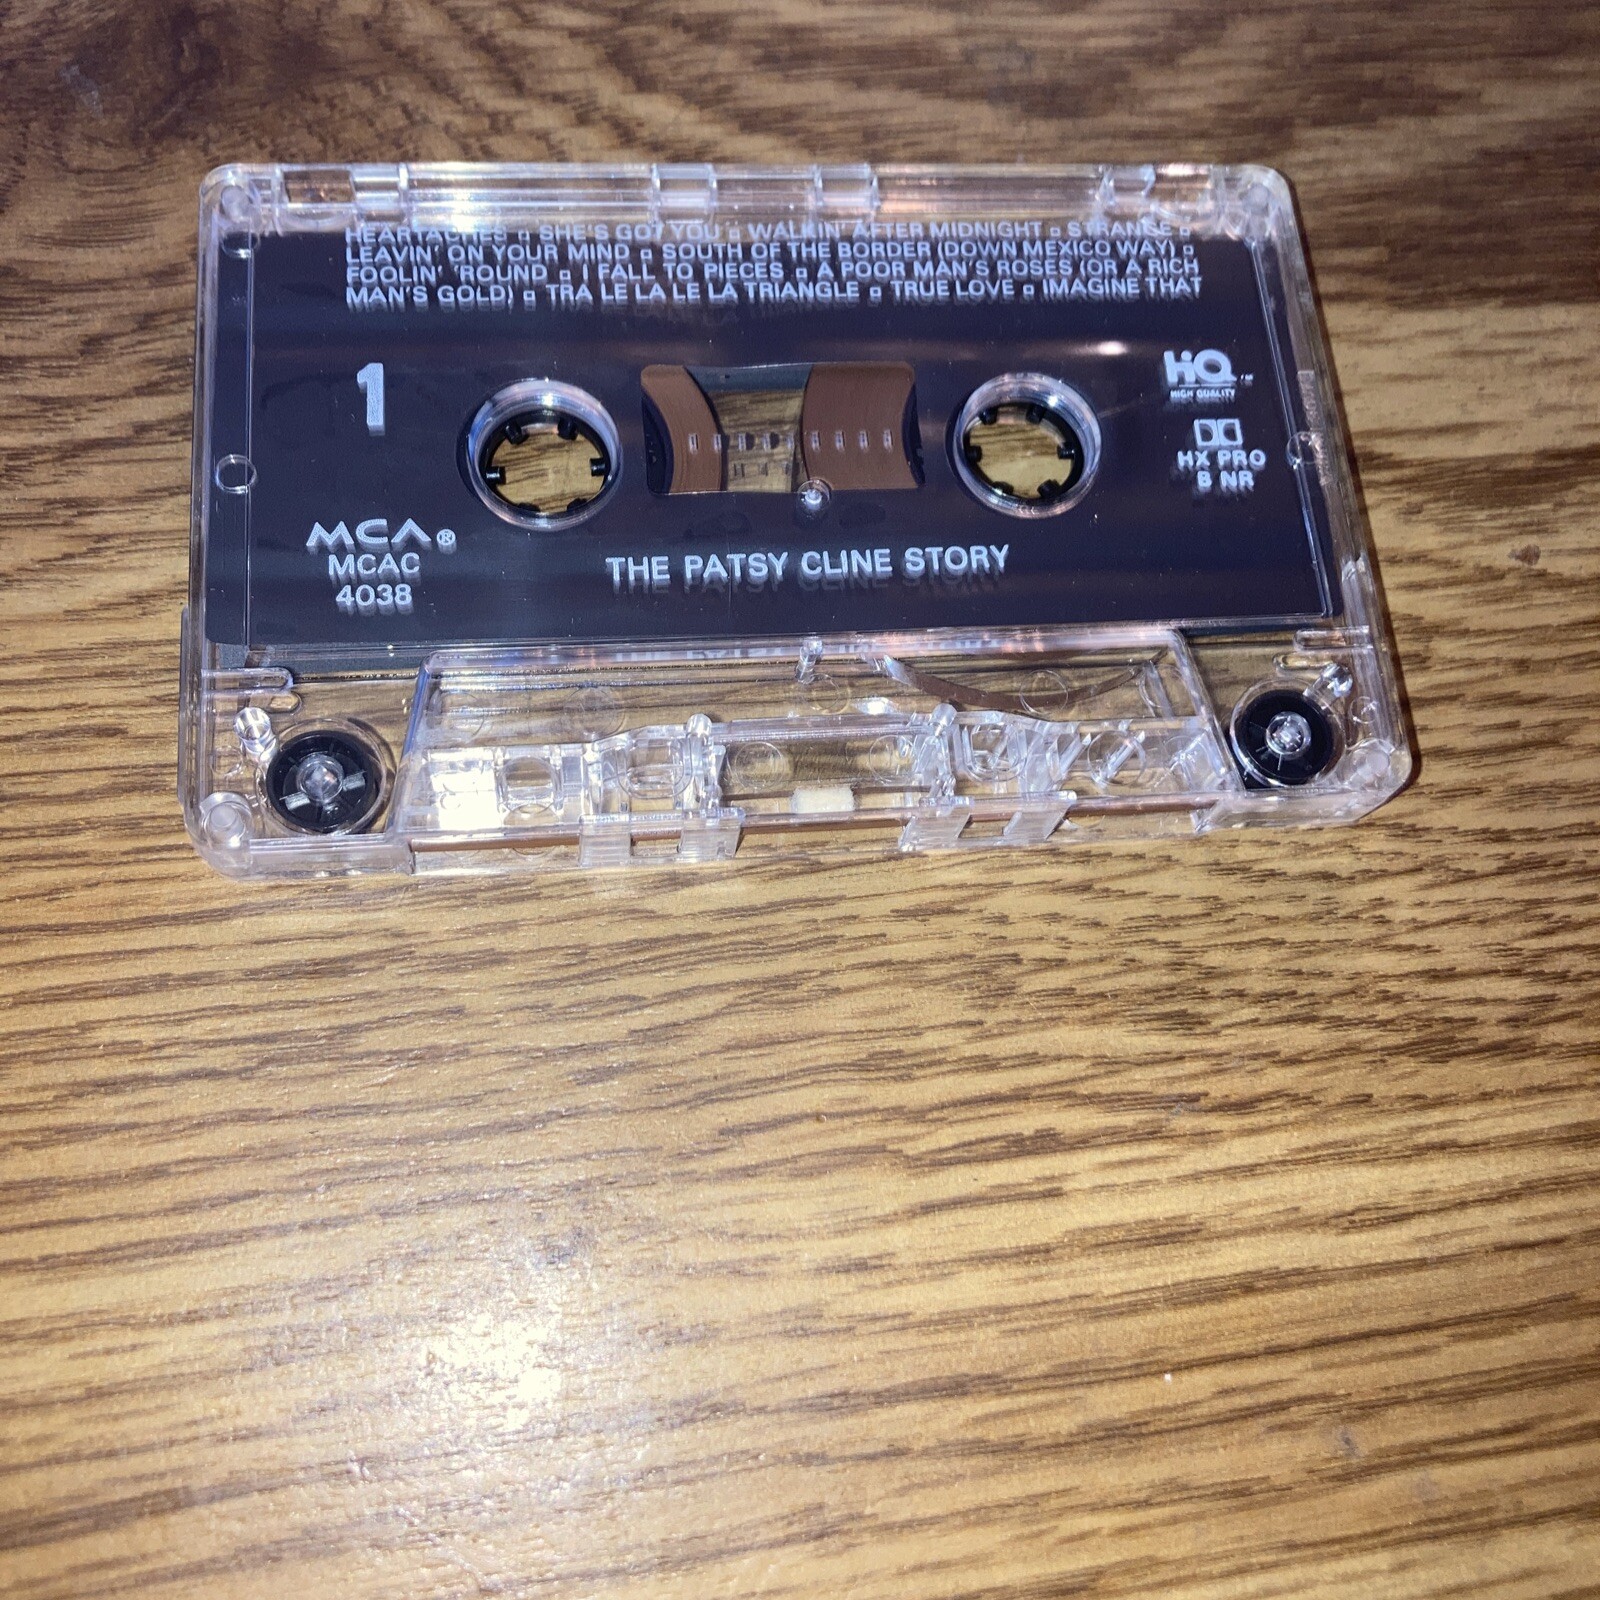 HEARTACHES ▫ SHE'S GOT YOU ▫ WALKIN' AFTER MIDNIGHT ▫ STRANGE ▫
LEAVIN' ON YOUR MIND ▫ SOUTH OF THE BORDER (DOWN MEXICO WAY) ▫
FOOLIN' 'ROUND ▫ I FALL TO PIECES ▫ A POOR MAN'S ROSES (OR A RICH
MAN'S GOLD) ▫ TRA LE LA LE LA TRIANGLE ▫ TRUE LOVE ▫ IMAGINE THAT
1
HiQ™
HIGH QUALITY
HX PRO
B NR
MCA®
MCAC
4038
THE PATSY CLINE STORY